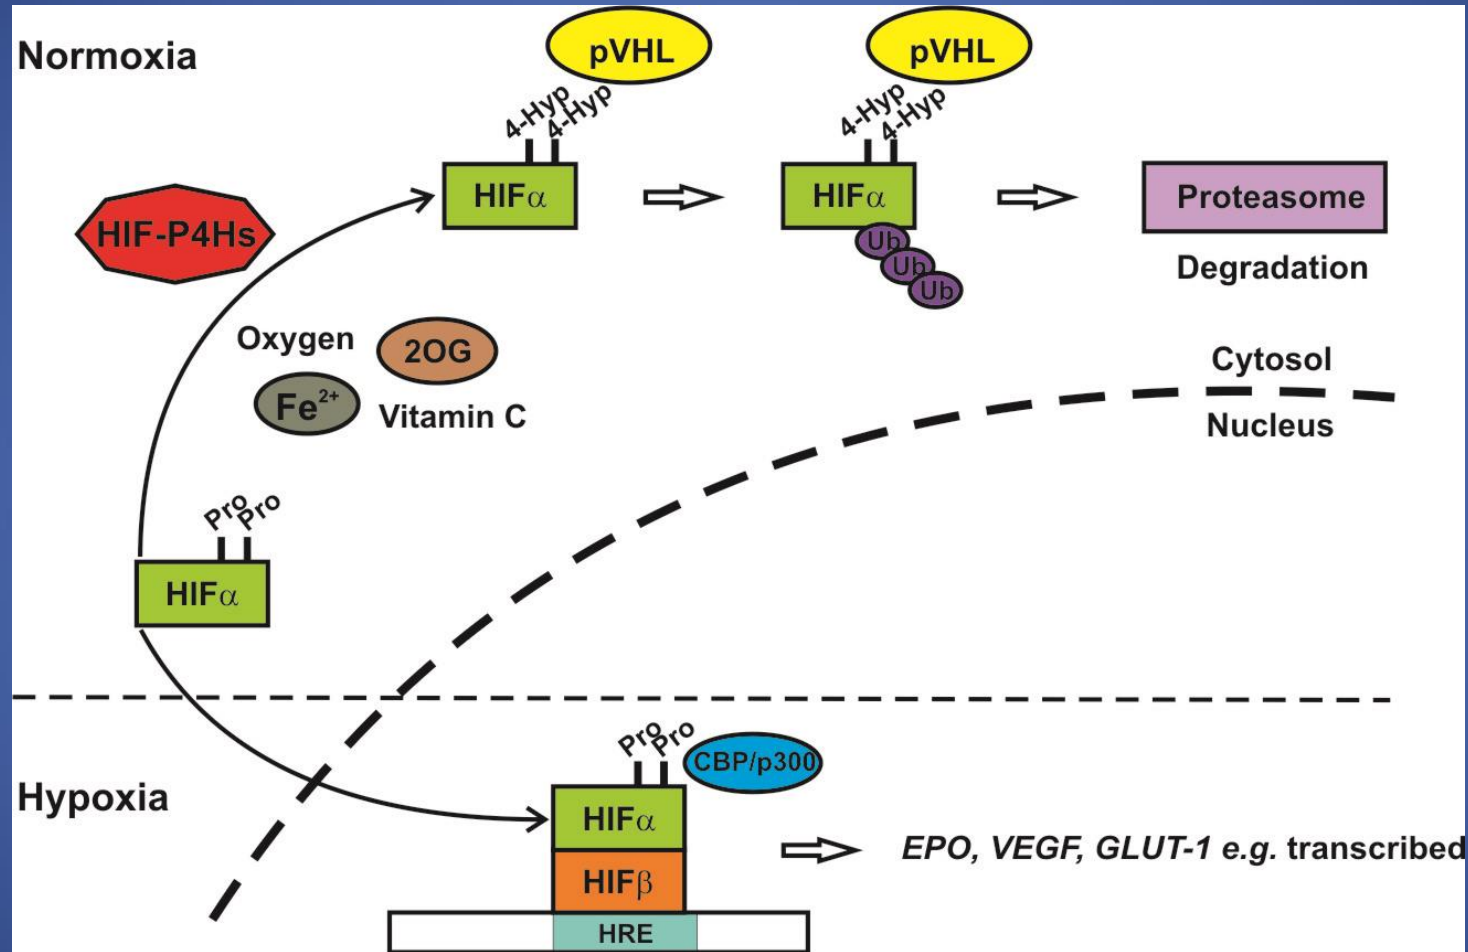 Normoxia
pVHL
pVHL
4-Hyp
4-Hyp
4-Hyp
4-Hyp
HIFα
HIFα
Proteasome
Degradation
Ub
Ub
Ub
HIF-P4Hs
Oxygen
2OG
Fe²⁺
Vitamin C
Cytosol
Nucleus
Pro
Pro
HIFα
Hypoxia
Pro
Pro
CBP/p300
HIFα
HIFβ
HRE
EPO, VEGF, GLUT-1 e.g. transcribed